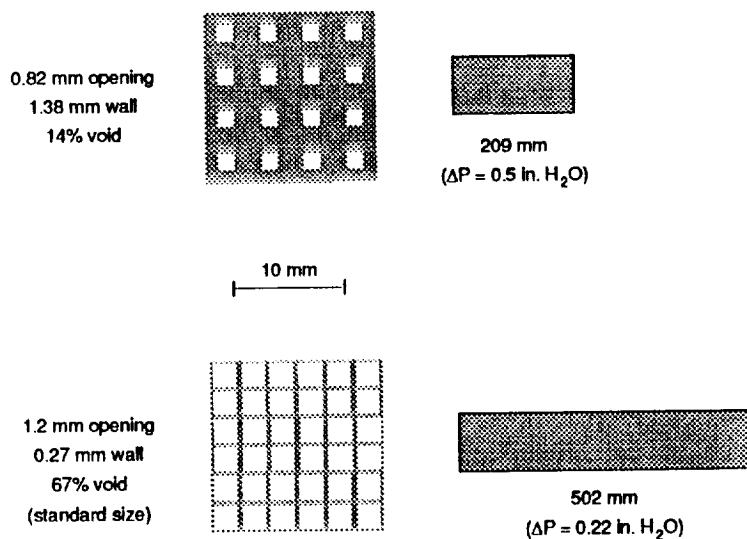 0.82 mm opening
1.38 mm wall
14% void
209 mm
(ΔP = 0.5 in. H₂O)
10 mm
1.2 mm opening
0.27 mm wall
67% void
(standard size)
502 mm
(ΔP = 0.22 in. H₂O)